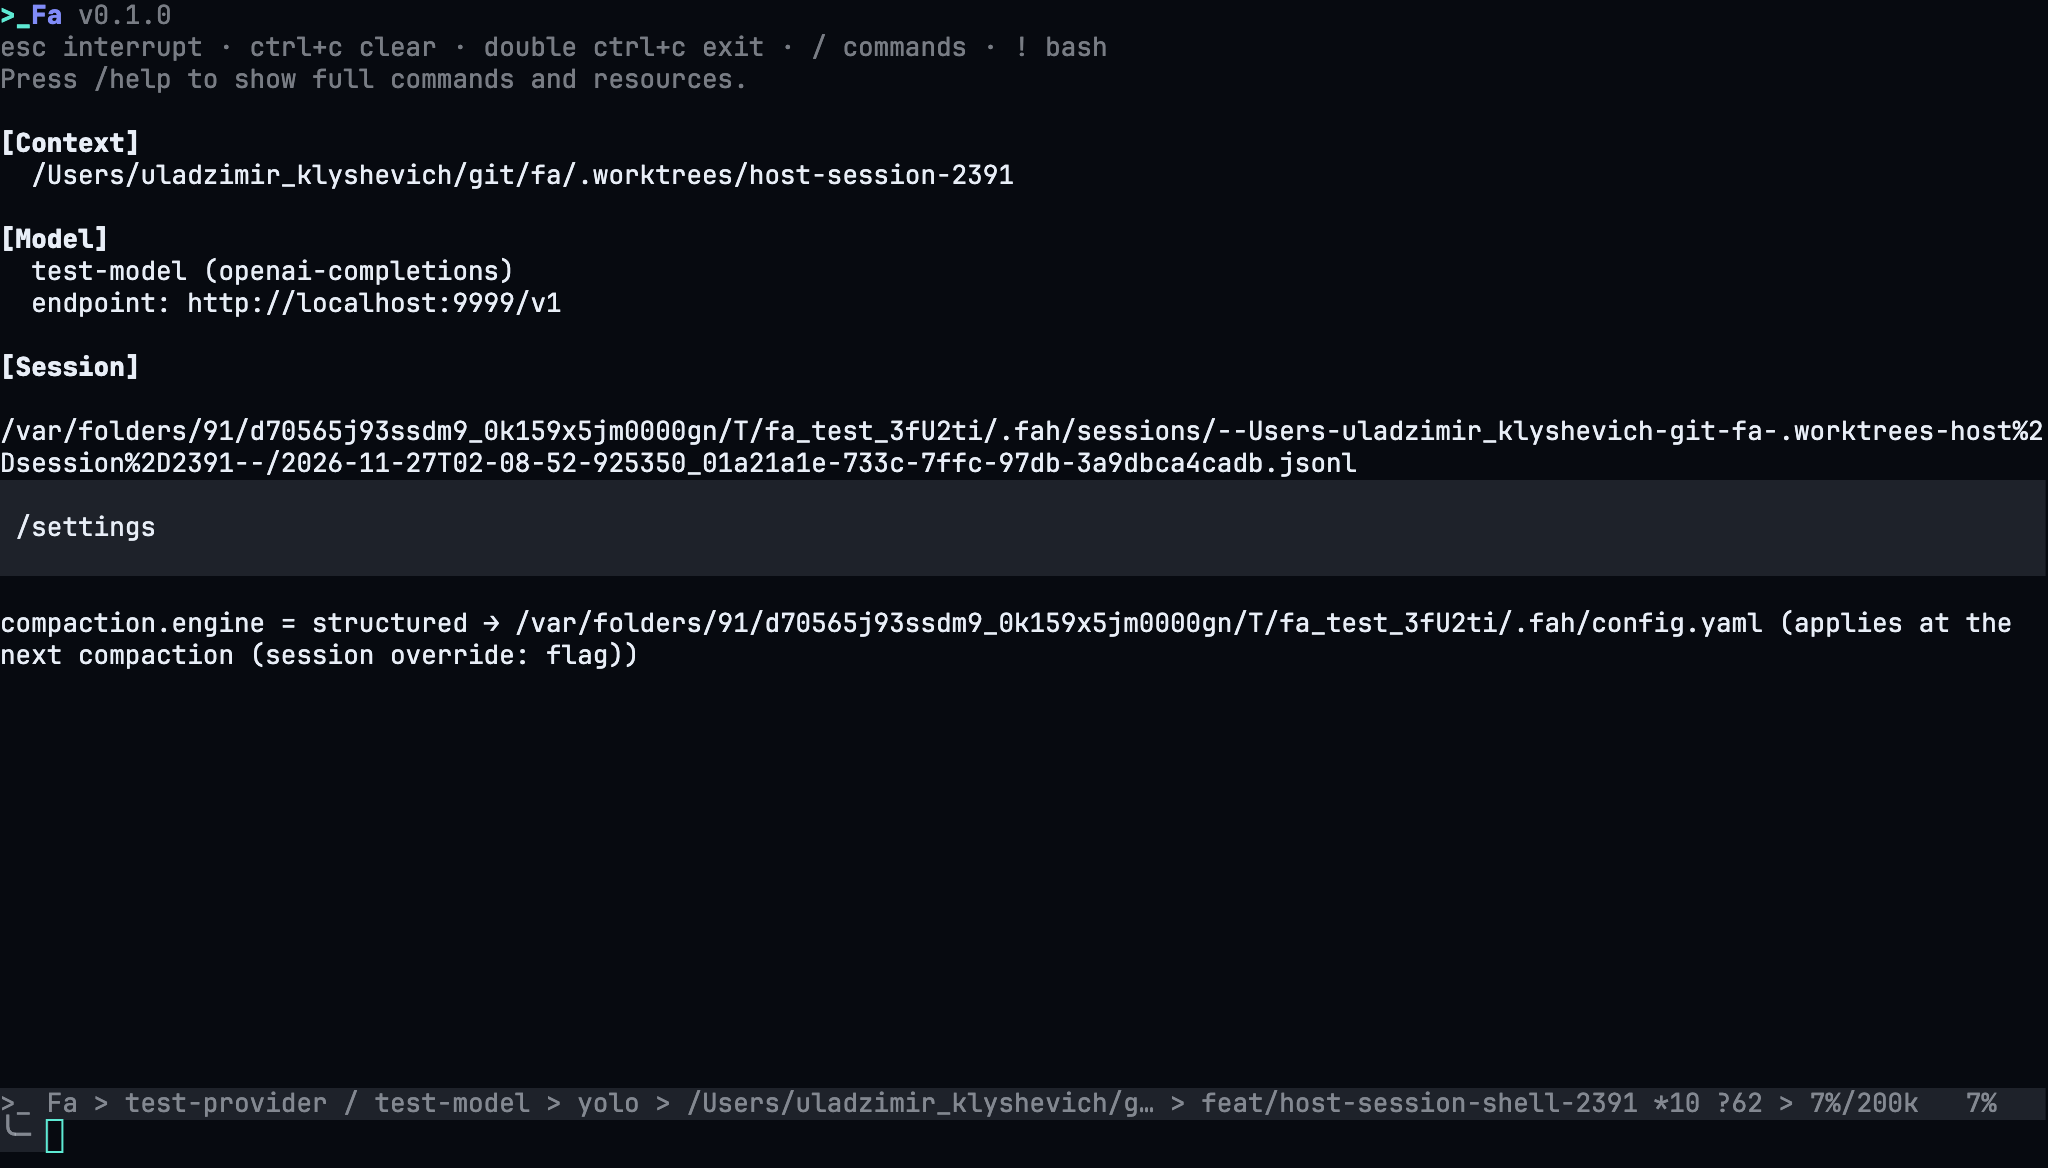 >_Fa v0.1.0
esc interrupt · ctrl+c clear · double ctrl+c exit · / commands · ! bash
Press /help to show full commands and resources.
[Context]
/Users/uladzimir_klyshevich/git/fa/.worktrees/host-session-2391
[Model]
test-model (openai-completions)
endpoint: http://localhost:9999/v1
[Session]
/var/folders/91/d70565j93ssdm9_0k159x5jm0000gn/T/fa_test_3fU2ti/.fah/sessions/--Users-uladzimir_klyshevich-git-fa-.worktrees-host%2
Dsession%2D2391--/2026-11-27T02-08-52-925350_01a21a1e-733c-7ffc-97db-3a9dbca4cadb.jsonl
/settings
compaction.engine = structured → /var/folders/91/d70565j93ssdm9_0k159x5jm0000gn/T/fa_test_3fU2ti/.fah/config.yaml (applies at the
next compaction (session override: flag))
>_ Fa > test-provider / test-model > yolo > /Users/uladzimir_klyshevich/g… > feat/host-session-shell-2391 *10 ?62 > 7%/200k 7%